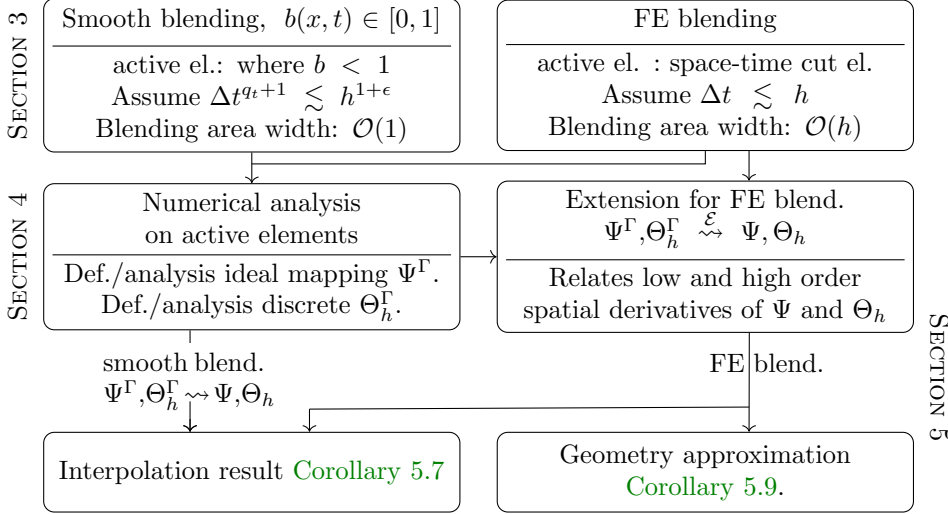 SECTION 3
Smooth blending, b(x, t) ∈ [0, 1]
active el.: where b < 1
Assume Δt^{q_t+1} ≲ h^{1+ϵ}
Blending area width: 𝒪(1)
FE blending
active el. : space-time cut el.
Assume Δt ≲ h
Blending area width: 𝒪(h)
SECTION 4
Numerical analysis
on active elements
Def./analysis ideal mapping Ψ^Γ.
Def./analysis discrete Θ_h^Γ.
Extension for FE blend.
Ψ^Γ,Θ_h^Γ ⇝^ℰ Ψ, Θ_h
Relates low and high order
spatial derivatives of Ψ and Θ_h
SECTION 5
smooth blend.
Ψ^Γ,Θ_h^Γ ⇝ Ψ,Θ_h
FE blend.
Interpolation result Corollary 5.7
Geometry approximation
Corollary 5.9.